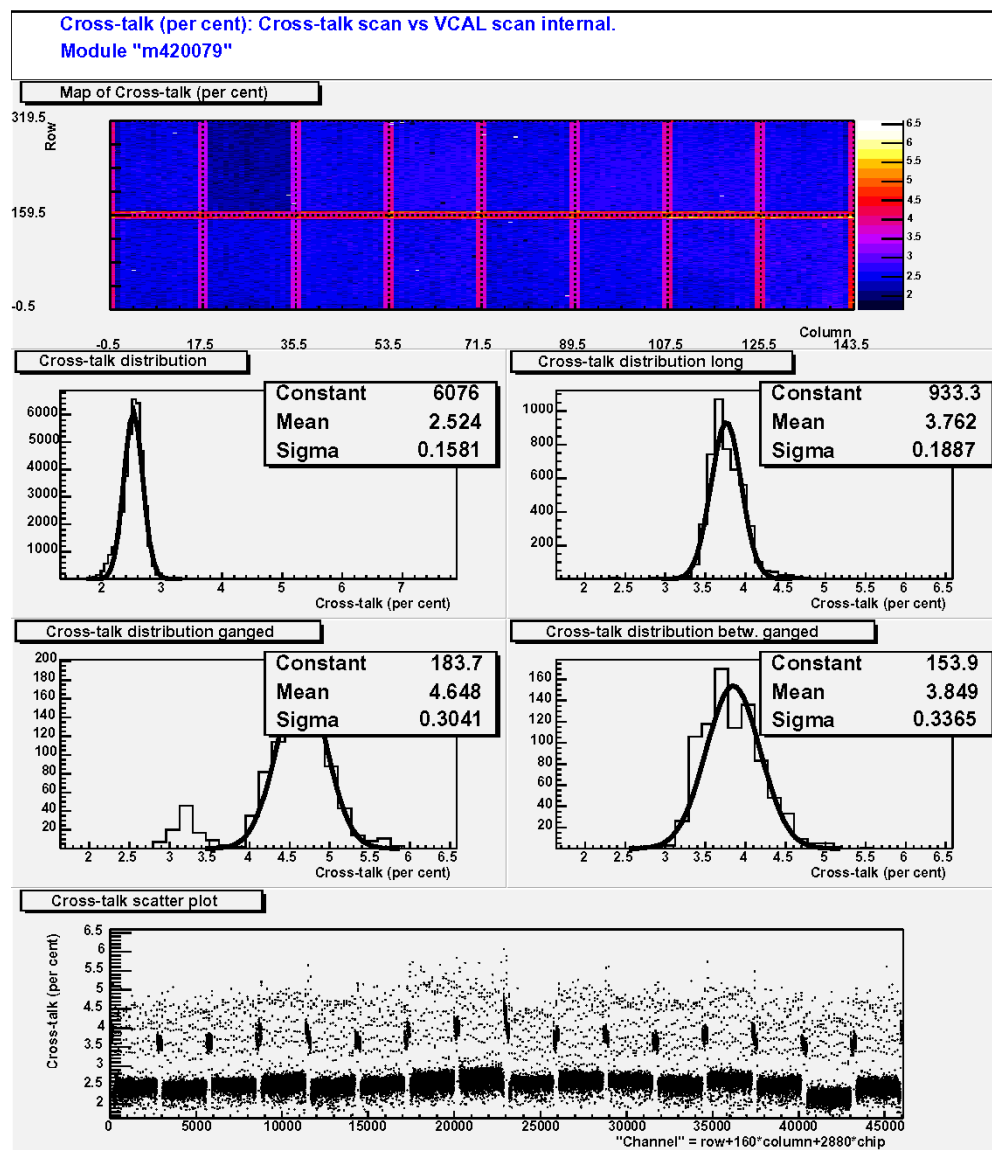 Cross-talk (per cent): Cross-talk scan vs VCAL scan internal.
Module "m420079"
Map of Cross-talk (per cent)
319.5
Row
159.5
-0.5
6.5
6
5.5
5
4.5
4
3.5
3
2.5
2
Column
-0.5 17.5 35.5 53.5 71.5 89.5 107.5 125.5 143.5
Cross-talk distribution
Constant 6076
Mean 2.524
Sigma 0.1581
6000
5000
4000
3000
2000
1000
2 3 4 5 6 7
Cross-talk (per cent)
Cross-talk distribution long
Constant 933.3
Mean 3.762
Sigma 0.1887
1000
800
600
400
200
2 2.5 3 3.5 4 4.5 5 5.5 6 6.5
Cross-talk (per cent)
Cross-talk distribution ganged
Constant 183.7
Mean 4.648
Sigma 0.3041
200
180
160
140
120
100
80
60
40
20
2 2.5 3 3.5 4 4.5 5 5.5 6 6.5
Cross-talk (per cent)
Cross-talk distribution betw. ganged
Constant 153.9
Mean 3.849
Sigma 0.3365
160
140
120
100
80
60
40
20
2 2.5 3 3.5 4 4.5 5 5.5 6 6.5
Cross-talk (per cent)
Cross-talk scatter plot
Cross-talk (per cent)
6.5
6
5.5
5
4.5
4
3.5
3
2.5
2
0 5000 10000 15000 20000 25000 30000 35000 40000 45000
"Channel" = row+160*column+2880*chip